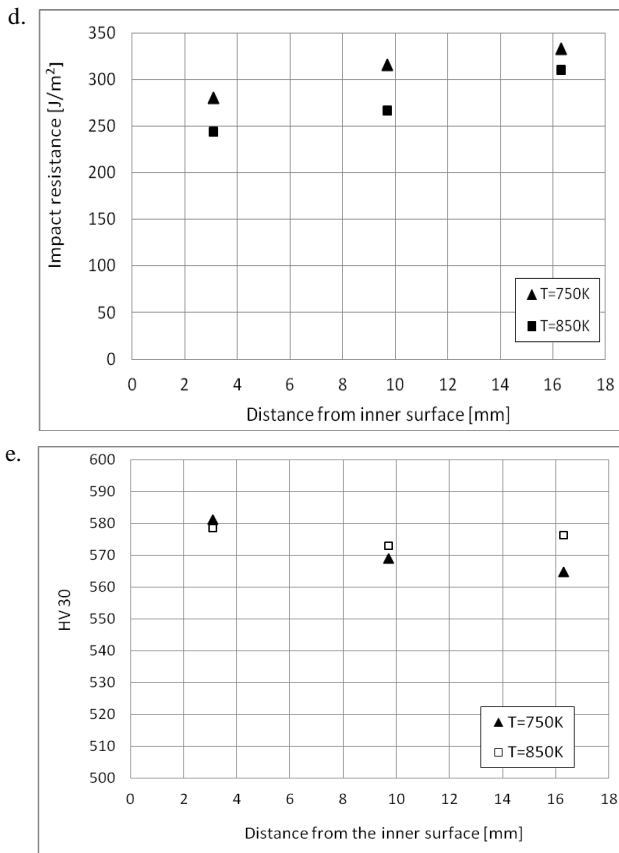 d.
Impact resistance [J/m²]
350
300
250
200
150
100
50
0
0 2 4 6 8 10 12 14 16 18
Distance from inner surface [mm]
T=750K
T=850K
e.
HV 30
600
590
580
570
560
550
540
530
520
510
500
0 2 4 6 8 10 12 14 16 18
Distance from the inner surface [mm]
T=750K
T=850K